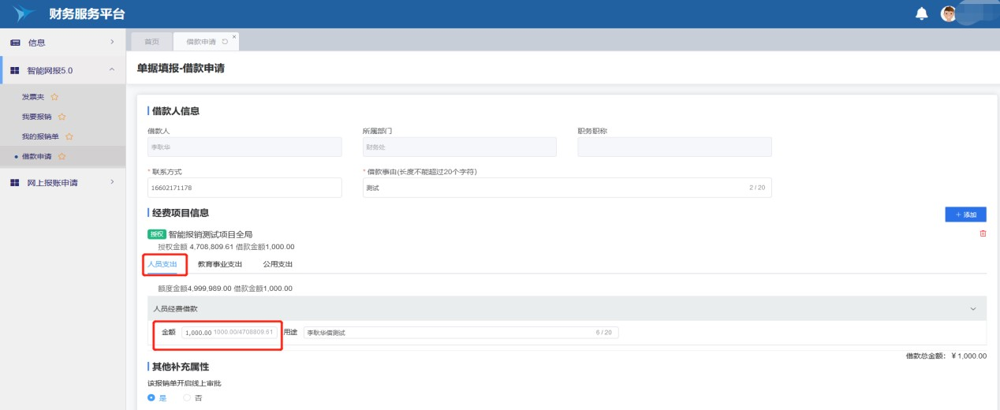 财务服务平台
信息
智能网报5.0
发票夹
我要报销
我的报销单
借款申请
网上报账申请
首页
借款申请
单据填报-借款申请
借款人信息
借款人
所属部门
职务职称
李耿华
财务处
* 联系方式
* 借款事由(长度不能超过20个字符)
16602171178
测试
2 / 20
经费项目信息
+ 添加
授权 智能报销测试项目全局
授权金额 4,708,809.61 借款金额1,000.00
人员支出 教育事业支出 公用支出
额度金额4,999,989.00 借款金额1,000.00
人员经费借款
金额 1,000.00 1000.00/4708809.61 用途 李耿华借测试 6 / 20
借款总金额: ¥ 1,000.00
其他补充属性
该报销单开启线上审批
是 否